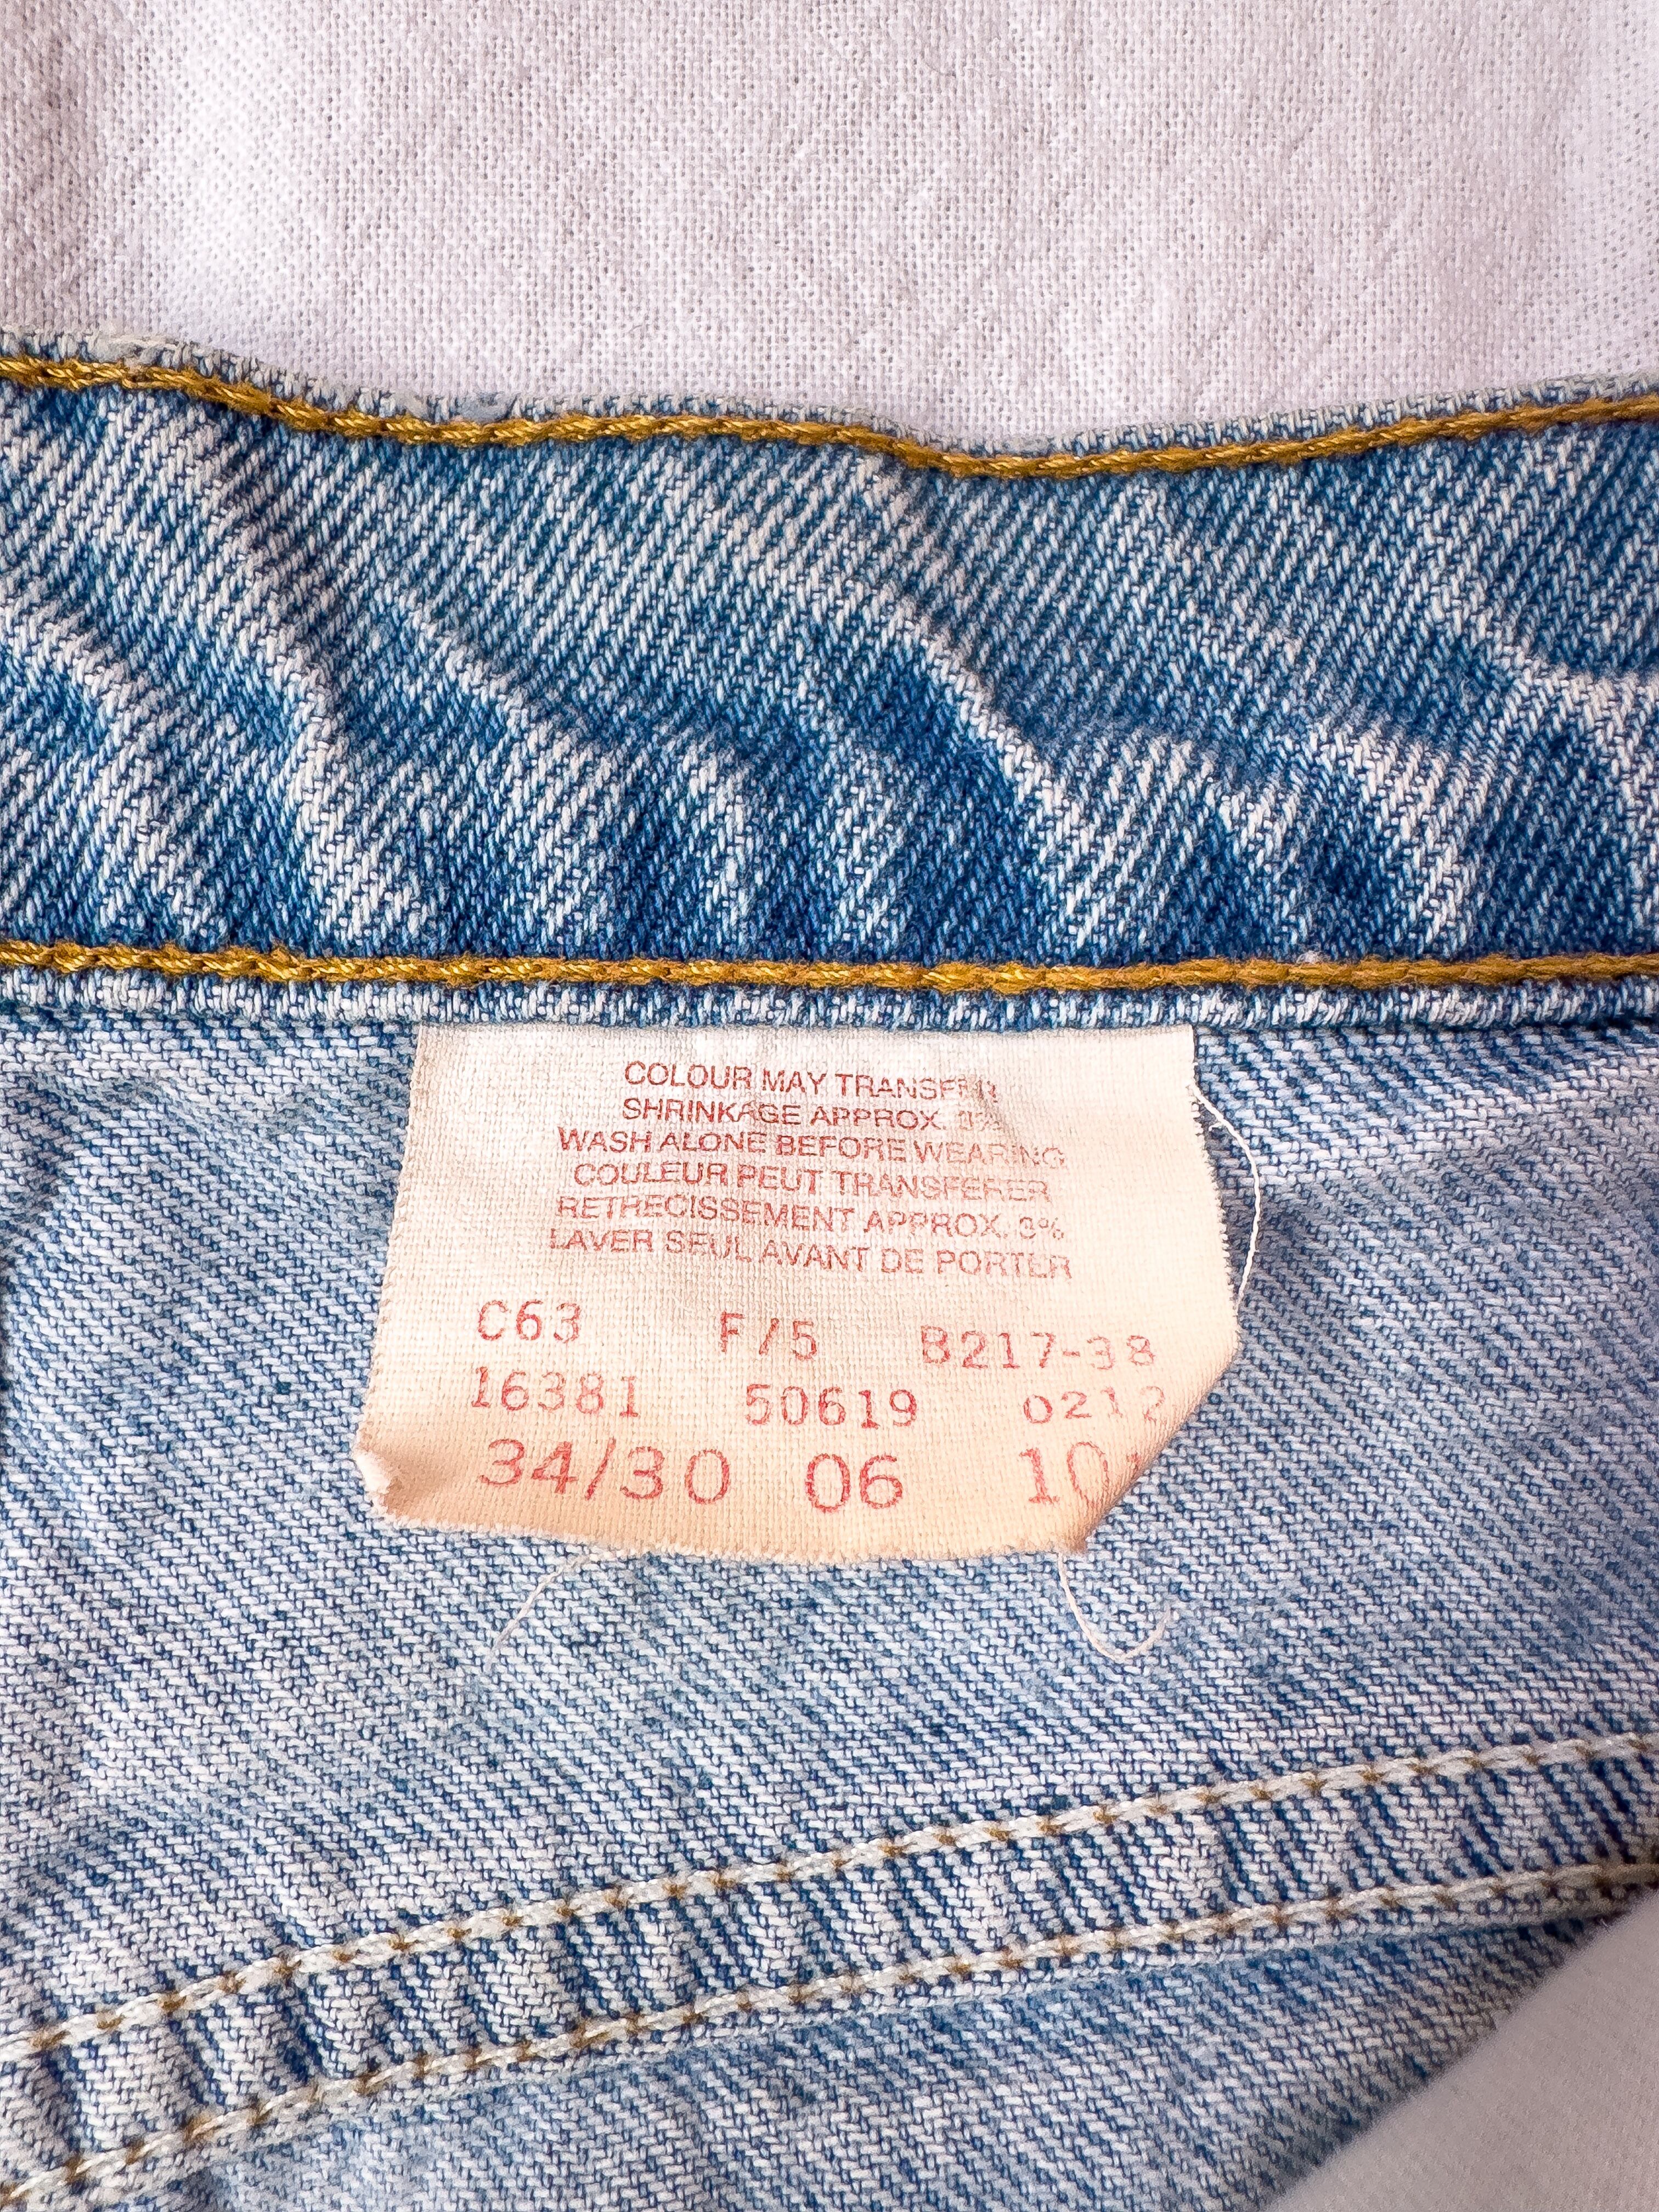 COLOUR MAY TRANSFER
SHRINKAGE APPROX. 3%
WASH ALONE BEFORE WEARING
COULEUR PEUT TRANSFERER
RETRECISSEMENT APPROX. 3%
LAVER SEUL AVANT DE PORTER
C63 F/5 B217-38
16381 50619 0212
34/30 06